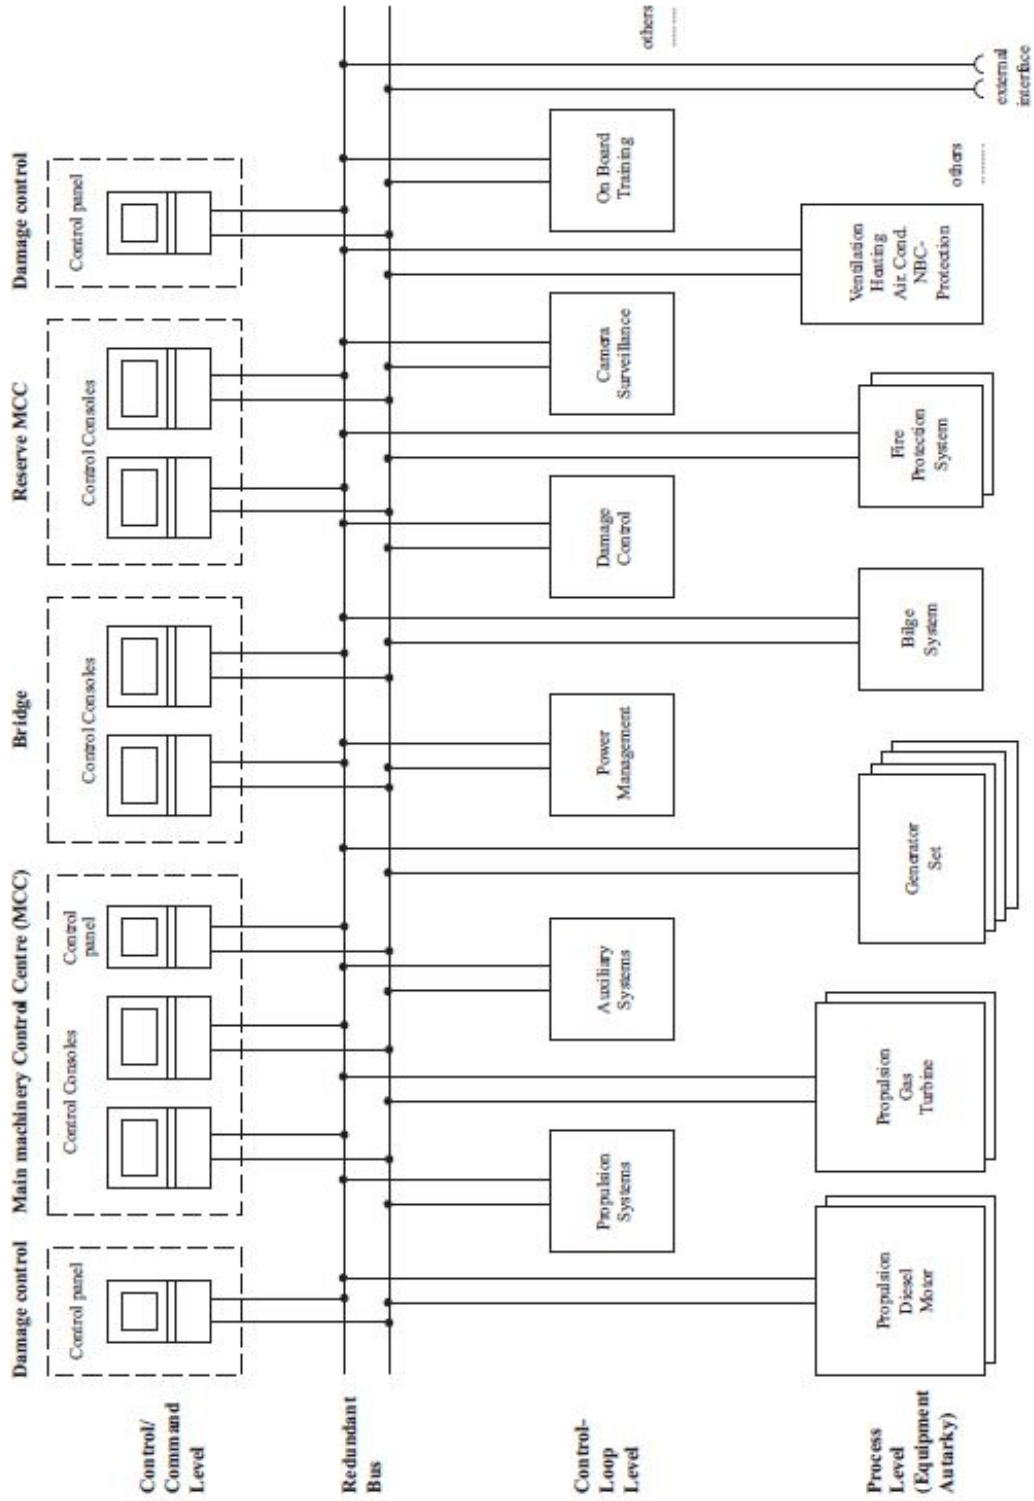 Damage control
Main machinery Control Centre (MCC)
Bridge
Reserve MCC
Damage control
Control/
Command
Level
Control panel
Control Consoles
Control
panel
Control Consoles
Control Consoles
Control panel
Redundant
Bus
others
Control-
Loop
Level
Propulsion
Systems
Auxiliary
Systems
Power
Management
Damage
Control
Camera
Surveillance
On Board
Training
Process
Level
(Equipment
Autarky)
Propulsion
Diesel
Motor
Propulsion
Gas
Turbine
Generator
Set
Bilge
System
Fire
Protection
System
Ventilation
Heating
Air. Cond.
NBC-
Protection
others
external
interface